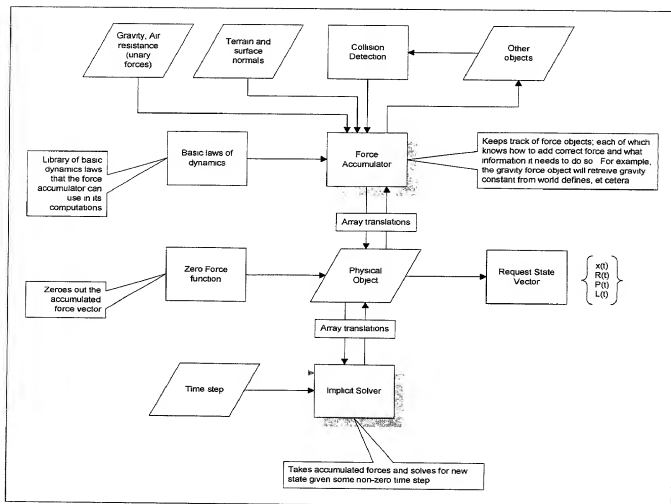 Gravity, Air
resistance
(unary
forces)
Terrain and
surface
normals
Collision
Detection
Other
objects
Library of basic
dynamics laws
that the force
accumulator can
use in its
computations
Basic laws of
dynamics
Force
Accumulator
Keeps track of force objects; each of which
knows how to add correct force and what
information it needs to do so For example,
the gravity force object will retreive gravity
constant from world defines, et cetera
Array translations
Zeroes out the
accumulated
force vector
Zero Force
function
Physical
Object
Request State
Vector
x(t)
R(t)
P(t)
L(t)
Array translations
Time step
Implicit Solver
Takes accumulated forces and solves for new
state given some non-zero time step